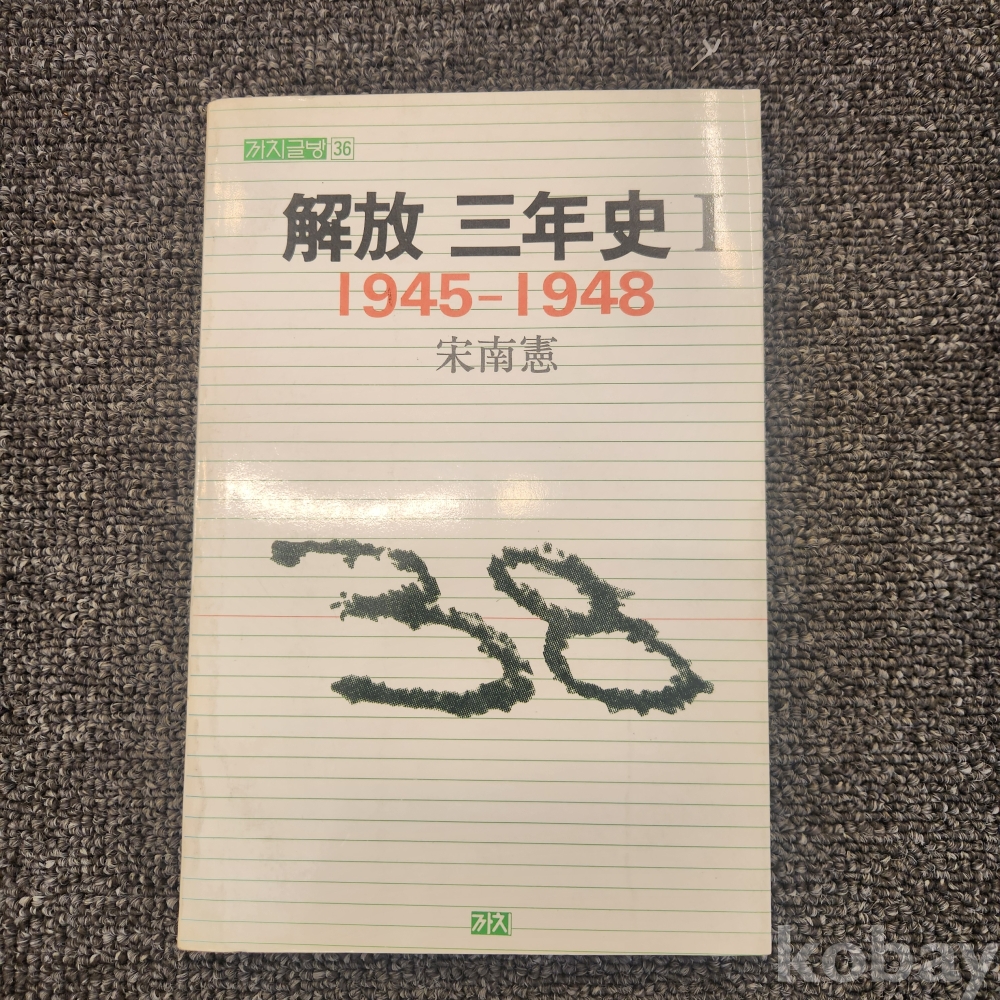 까치글방 36
解放 三年史 I
1945-1948
宋南憲
38
까치
kobay